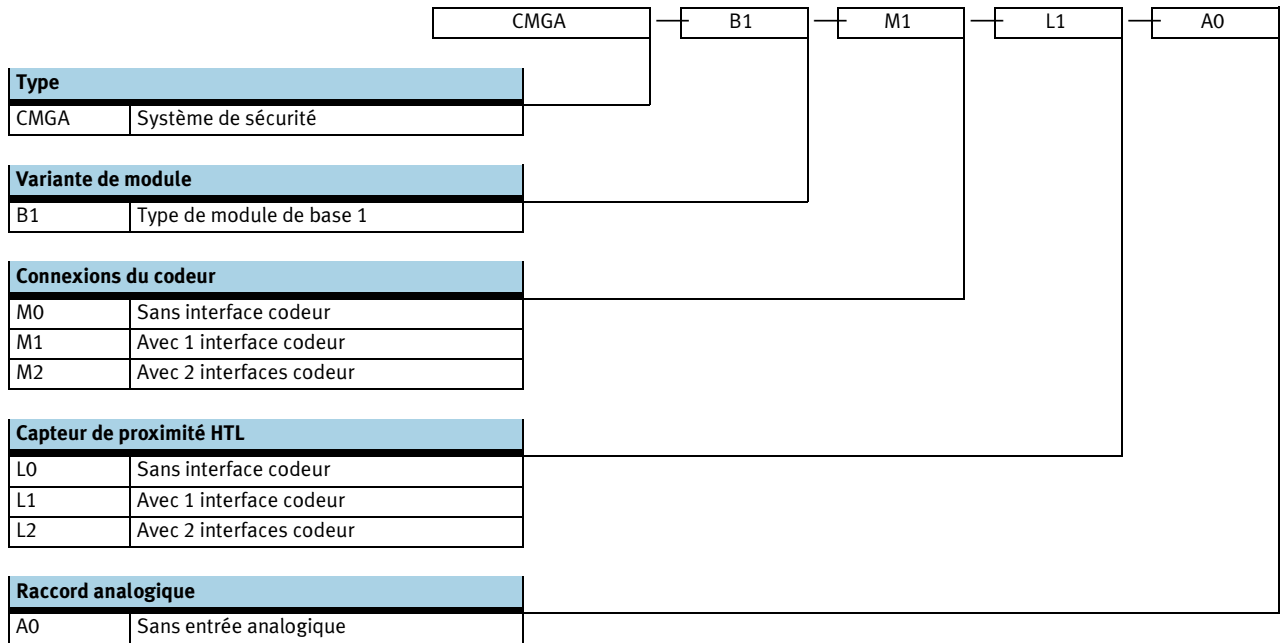 CMGA — B1 — M1 — L1 — A0
Type
CMGA Système de sécurité
Variante de module
B1 Type de module de base 1
Connexions du codeur
M0 Sans interface codeur
M1 Avec 1 interface codeur
M2 Avec 2 interfaces codeur
Capteur de proximité HTL
L0 Sans interface codeur
L1 Avec 1 interface codeur
L2 Avec 2 interfaces codeur
Raccord analogique
A0 Sans entrée analogique